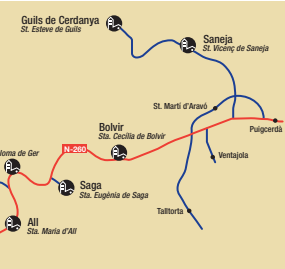 Guils de Cerdanya
St. Esteve de Guils
Saneja
St. Vicenç de Saneja
St. Martí d'Aravó
Puigcerdà
Bolvir
Sta. Cecília de Bolvir
N-260
loma de Ger
Ventajola
Saga
Sta. Eugènia de Saga
Talltorta
All
Sta. Maria d'All